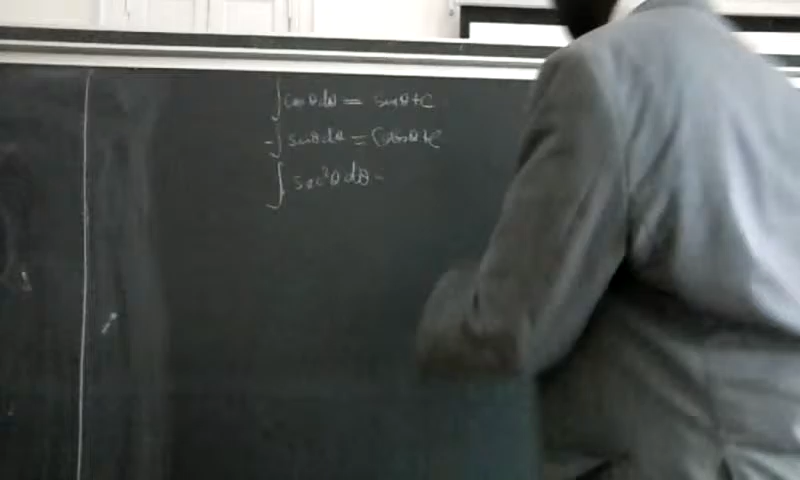 ∫cosθdθ = sinθ+C
-∫sinθdθ = Cosθ+C
∫sec²θdθ =